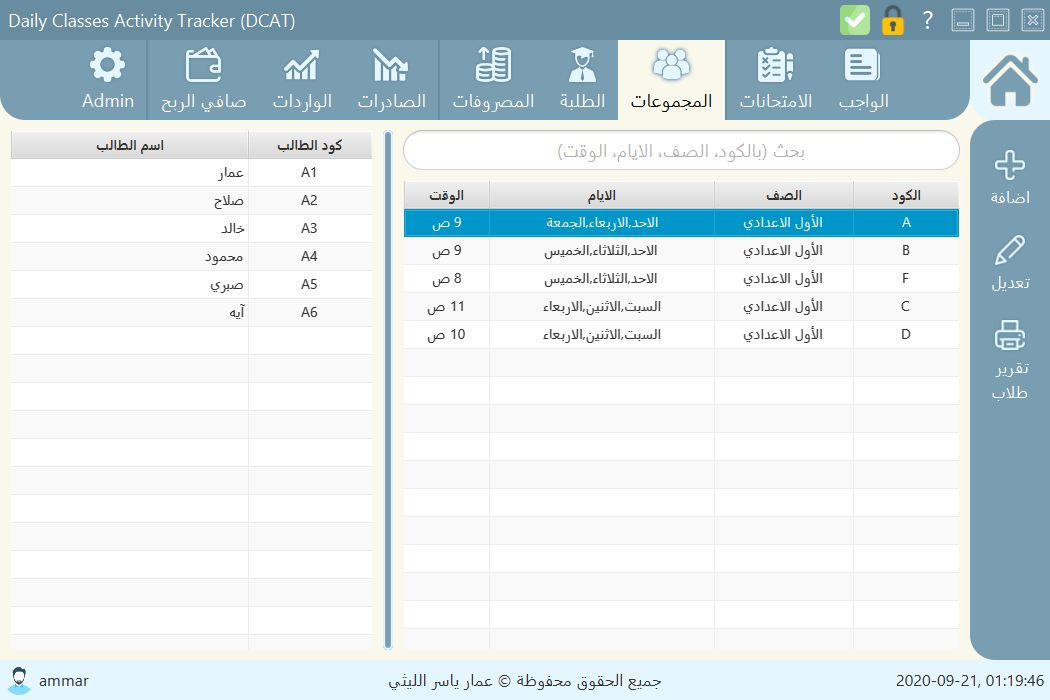 Daily Classes Activity Tracker (DCAT)
?
الواجب
الامتحانات
المجموعات
الطلبة
المصروفات
الصادرات
الواردات
صافي الربح
Admin
اضافة
تعديل
تقرير
طلاب
بحث (بالكود، الصف، الايام، الوقت)
الكود الصف الايام الوقت
A الأول الاعدادي الاحد,الاربعاء,الجمعة 9 ص
B الأول الاعدادي الاحد,الثلاثاء,الخميس 9 ص
F الأول الاعدادي الاحد,الثلاثاء,الخميس 8 ص
C الأول الاعدادي السبت,الاثنين,الاربعاء 11 ص
D الأول الاعدادي السبت,الاثنين,الاربعاء 10 ص
كود الطالب اسم الطالب
A1 عمار
A2 صلاح
A3 خالد
A4 محمود
A5 صبري
A6 آيه
ammar
جميع الحقوق محفوظة © عمار ياسر الليثي
2020-09-21, 01:19:46